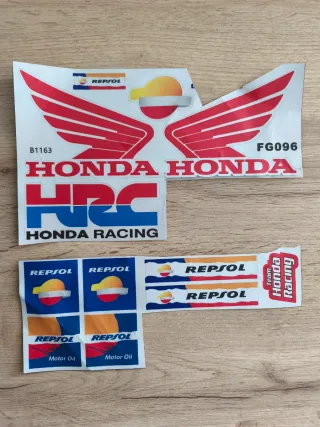 REPSOL
B1163
HONDA
HONDA
FG096
HRC
HONDA RACING
REPSOL
REPSOL
REPSOL
REPSOL
Team
Honda
Racing
REPSOL
REPSOL
Motor Oil
Motor Oil